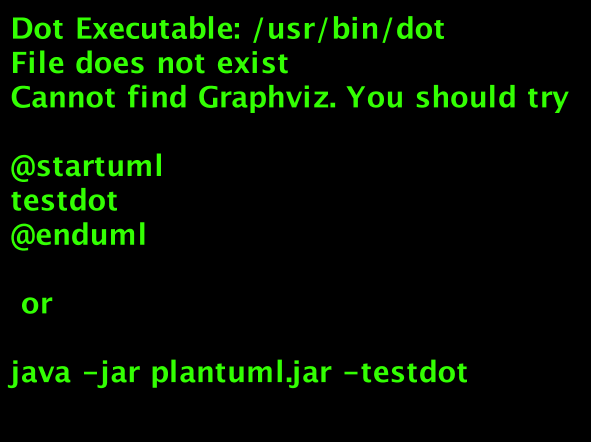 Dot Executable: /usr/bin/dot
File does not exist
Cannot find Graphviz. You should try
@startuml
testdot
@enduml
or
java -jar plantuml.jar -testdot